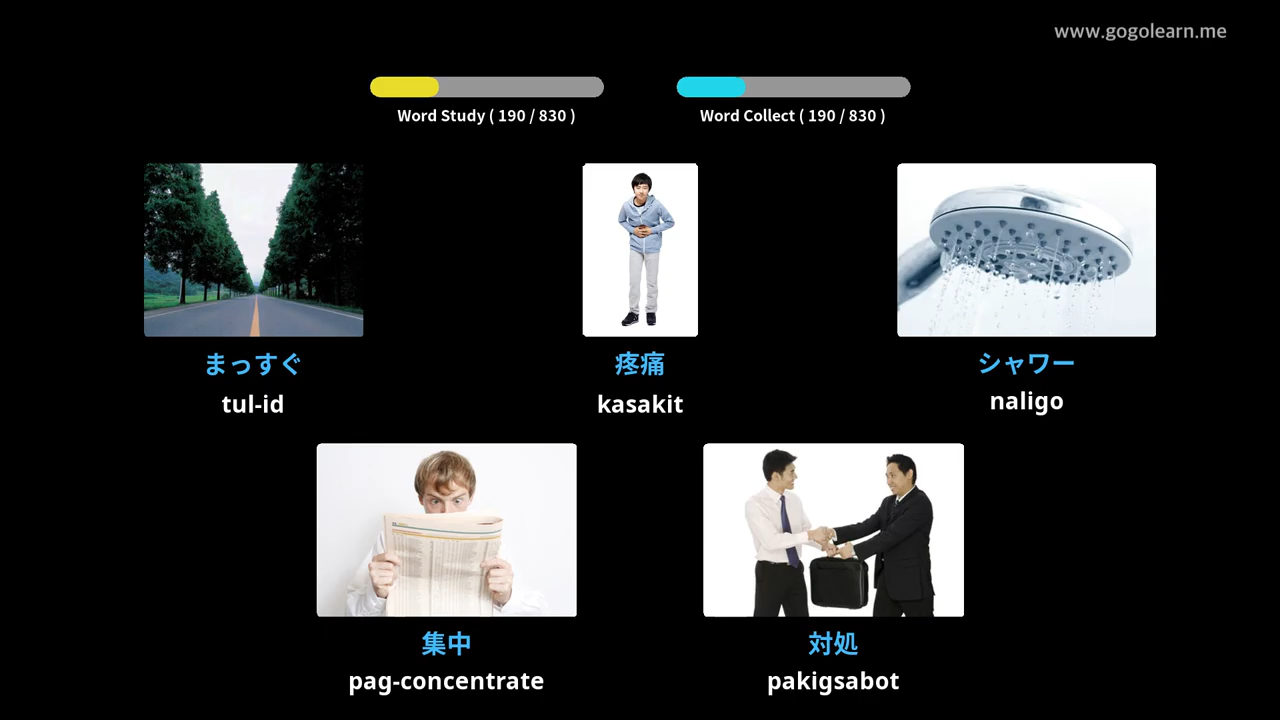 www.gogolearn.me
Word Study ( 190 / 830 )
Word Collect ( 190 / 830 )
まっすぐ
tul-id
疼痛
kasakit
シャワー
naligo
集中
pag-concentrate
対処
pakigsabot